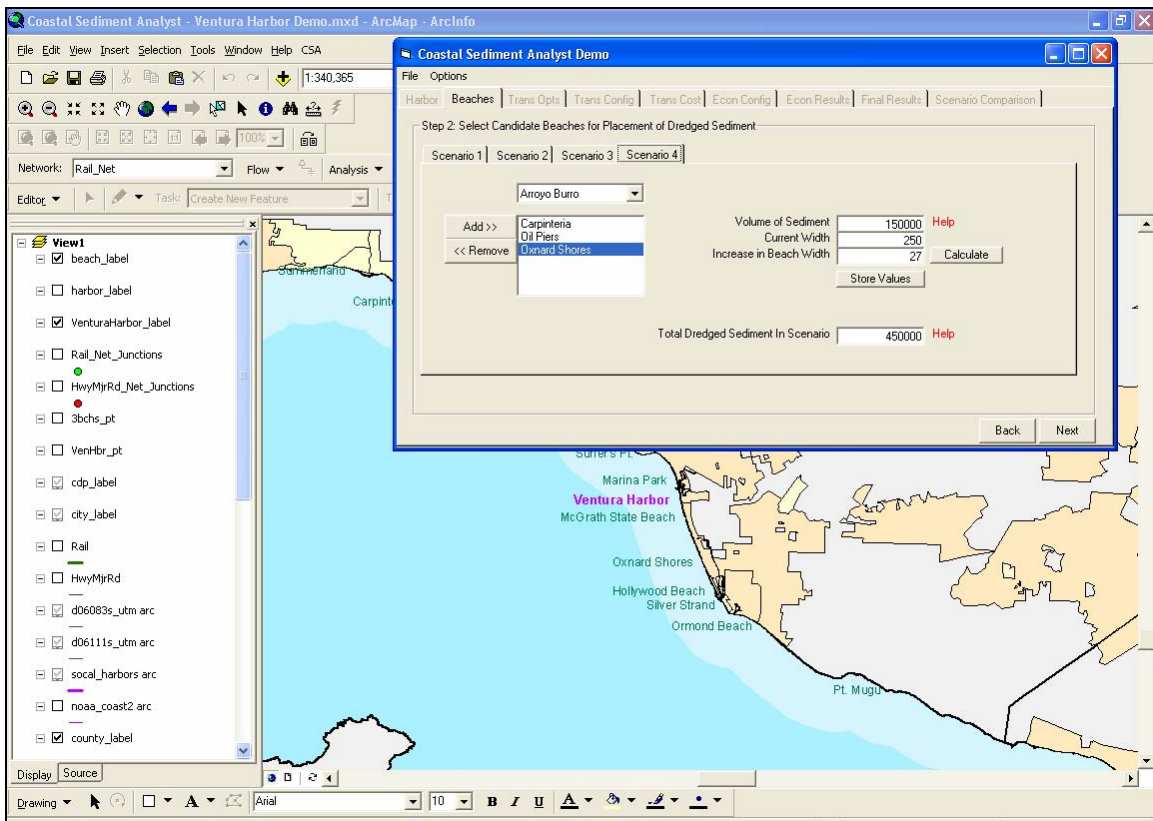 Coastal Sediment Analyst - Ventura Harbor Demo.mxd - ArcMap - ArcInfo
File Edit View Insert Selection Tools Window Help CSA
1:340,365
100%
Network: Rail_Net Flow Analysis
Editor Task: Create New Feature
View1
beach_label
harbor_label
VenturaHarbor_label
Rail_Net_Junctions
HwyMjrRd_Net_Junctions
3bchs_pt
VenHbr_pt
cdp_label
city_label
Rail
HwyMjrRd
d06083s_utm arc
d06111s_utm arc
socal_harbors arc
noaa_coast2 arc
county_label
Display Source
Drawing Arial 10 B I U A
Coastal Sediment Analyst Demo
File Options
Harbor Beaches Trans Opts Trans Config Trans Cost Econ Config Econ Results Final Results Scenario Comparison
Step 2: Select Candidate Beaches for Placement of Dredged Sediment
Scenario 1 Scenario 2 Scenario 3 Scenario 4
Arroyo Burro
Add >>
<< Remove
Carpinteria
Oil Piers
Oxnard Shores
Volume of Sediment 150000 Help
Current Width 250
Increase in Beach Width 27 Calculate
Store Values
Total Dredged Sediment In Scenario 450000 Help
Back Next
Summerland
Carpint
Surfer's Pt.
Marina Park
Ventura Harbor
McGrath State Beach
Oxnard Shores
Hollywood Beach
Silver Strand
Ormond Beach
Pt. Mugu